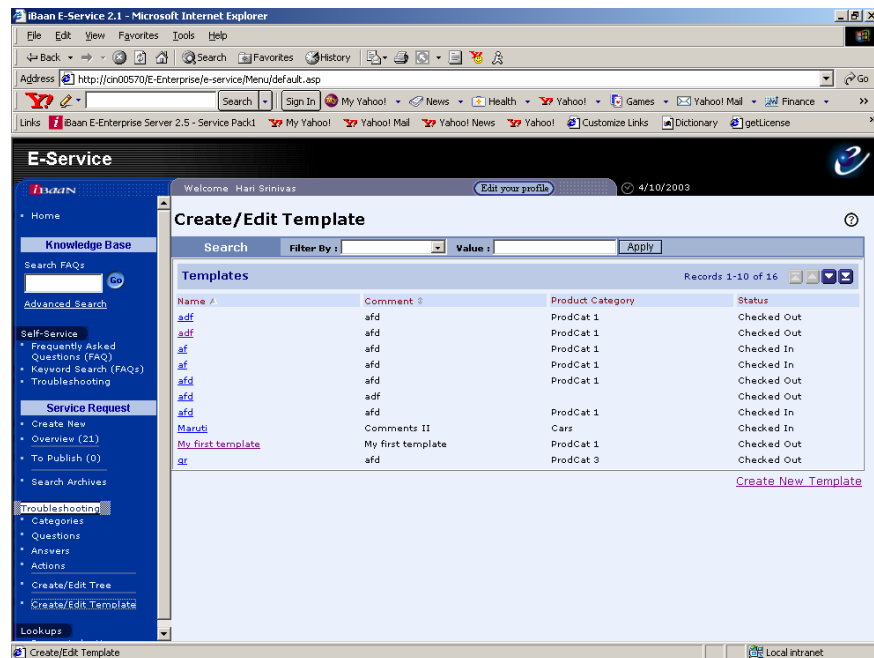 iBaan E-Service 2.1 - Microsoft Internet Explorer
File Edit View Favorites Tools Help
Back Search Favorites History
Address http://cin00570/E-Enterprise/e-service/Menu/default.asp Go
Y! Search Sign In My Yahoo! News Health Yahoo! Games Yahoo! Mail Finance »
Links iBaan E-Enterprise Server 2.5 - Service Pack1 My Yahoo! Yahoo! Mail Yahoo! News Yahoo! Customize Links Dictionary getLicense »
E-Service
iBaan Welcome Hari Srinivas Edit your profile 4/10/2003
Home
Create/Edit Template ?
Knowledge Base
Search Filter By : Value : Apply
Search FAQs
Go
Advanced Search
Self-Service
Frequently Asked
Questions (FAQ)
Keyword Search (FAQs)
Troubleshooting
Service Request
Create New
Overview (21)
To Publish (0)
Search Archives
Troubleshooting
Categories
Questions
Answers
Actions
Create/Edit Tree
Create/Edit Template
Lookups
Templates Records 1-10 of 16
Name Comment Product Category Status
adf afd ProdCat 1 Checked Out
adf afd ProdCat 1 Checked Out
af afd ProdCat 1 Checked In
af afd ProdCat 1 Checked In
afd afd ProdCat 1 Checked Out
afd adf Checked Out
afd afd ProdCat 1 Checked In
Maruti Comments II Cars Checked In
My first template My first template ProdCat 1 Checked Out
qr afd ProdCat 3 Checked Out
Create New Template
Create/Edit Template Local intranet